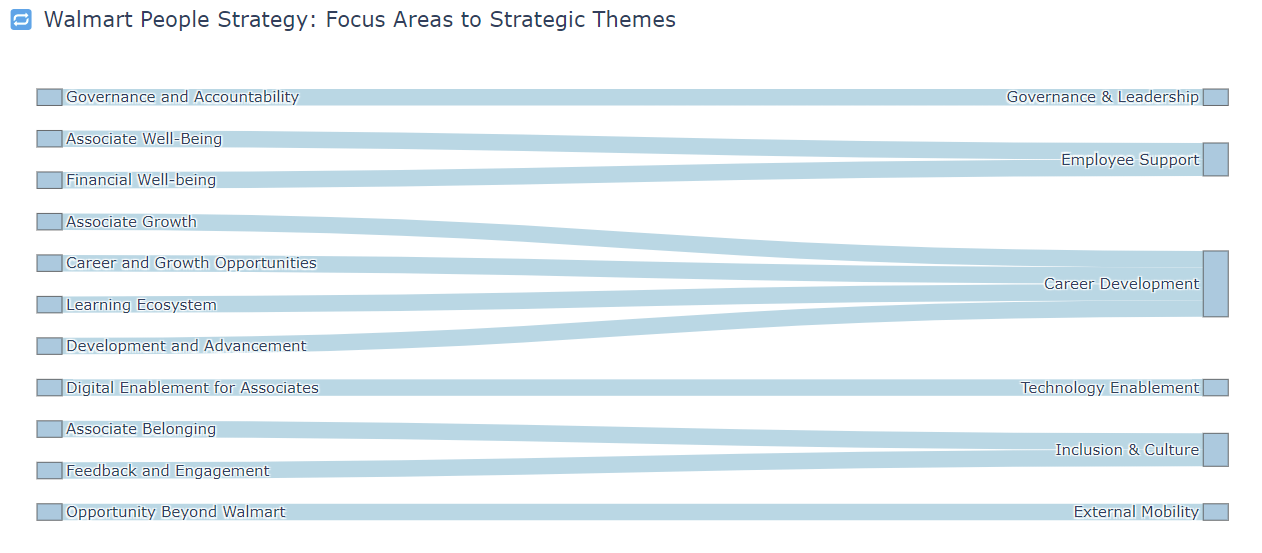 Walmart People Strategy: Focus Areas to Strategic Themes
Governance and Accountability
Governance & Leadership
Associate Well-Being
Employee Support
Financial Well-being
Associate Growth
Career and Growth Opportunities
Career Development
Learning Ecosystem
Development and Advancement
Digital Enablement for Associates
Technology Enablement
Associate Belonging
Inclusion & Culture
Feedback and Engagement
Opportunity Beyond Walmart
External Mobility